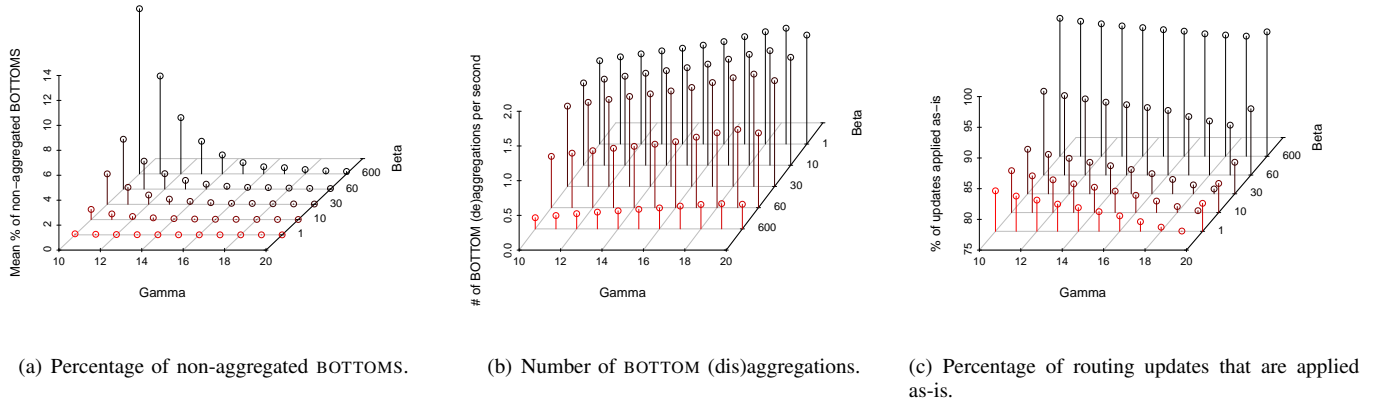 Mean % of non−aggregated BOTTOMS
14
12
10
8
6
4
2
0
10 12 14 16 18 20
Gamma
1
10
30
60
600
Beta
(a) Percentage of non-aggregated BOTTOMS.
# of BOTTOM (de)aggregations per second
2.0
1.5
1.0
0.5
0.0
10 12 14 16 18 20
Gamma
600
60
30
10
1
Beta
(b) Number of BOTTOM (dis)aggregations.
% of updates applied as−is
100
95
90
85
80
75
10 12 14 16 18 20
Gamma
1
10
30
60
600
Beta
(c) Percentage of routing updates that are applied
as-is.